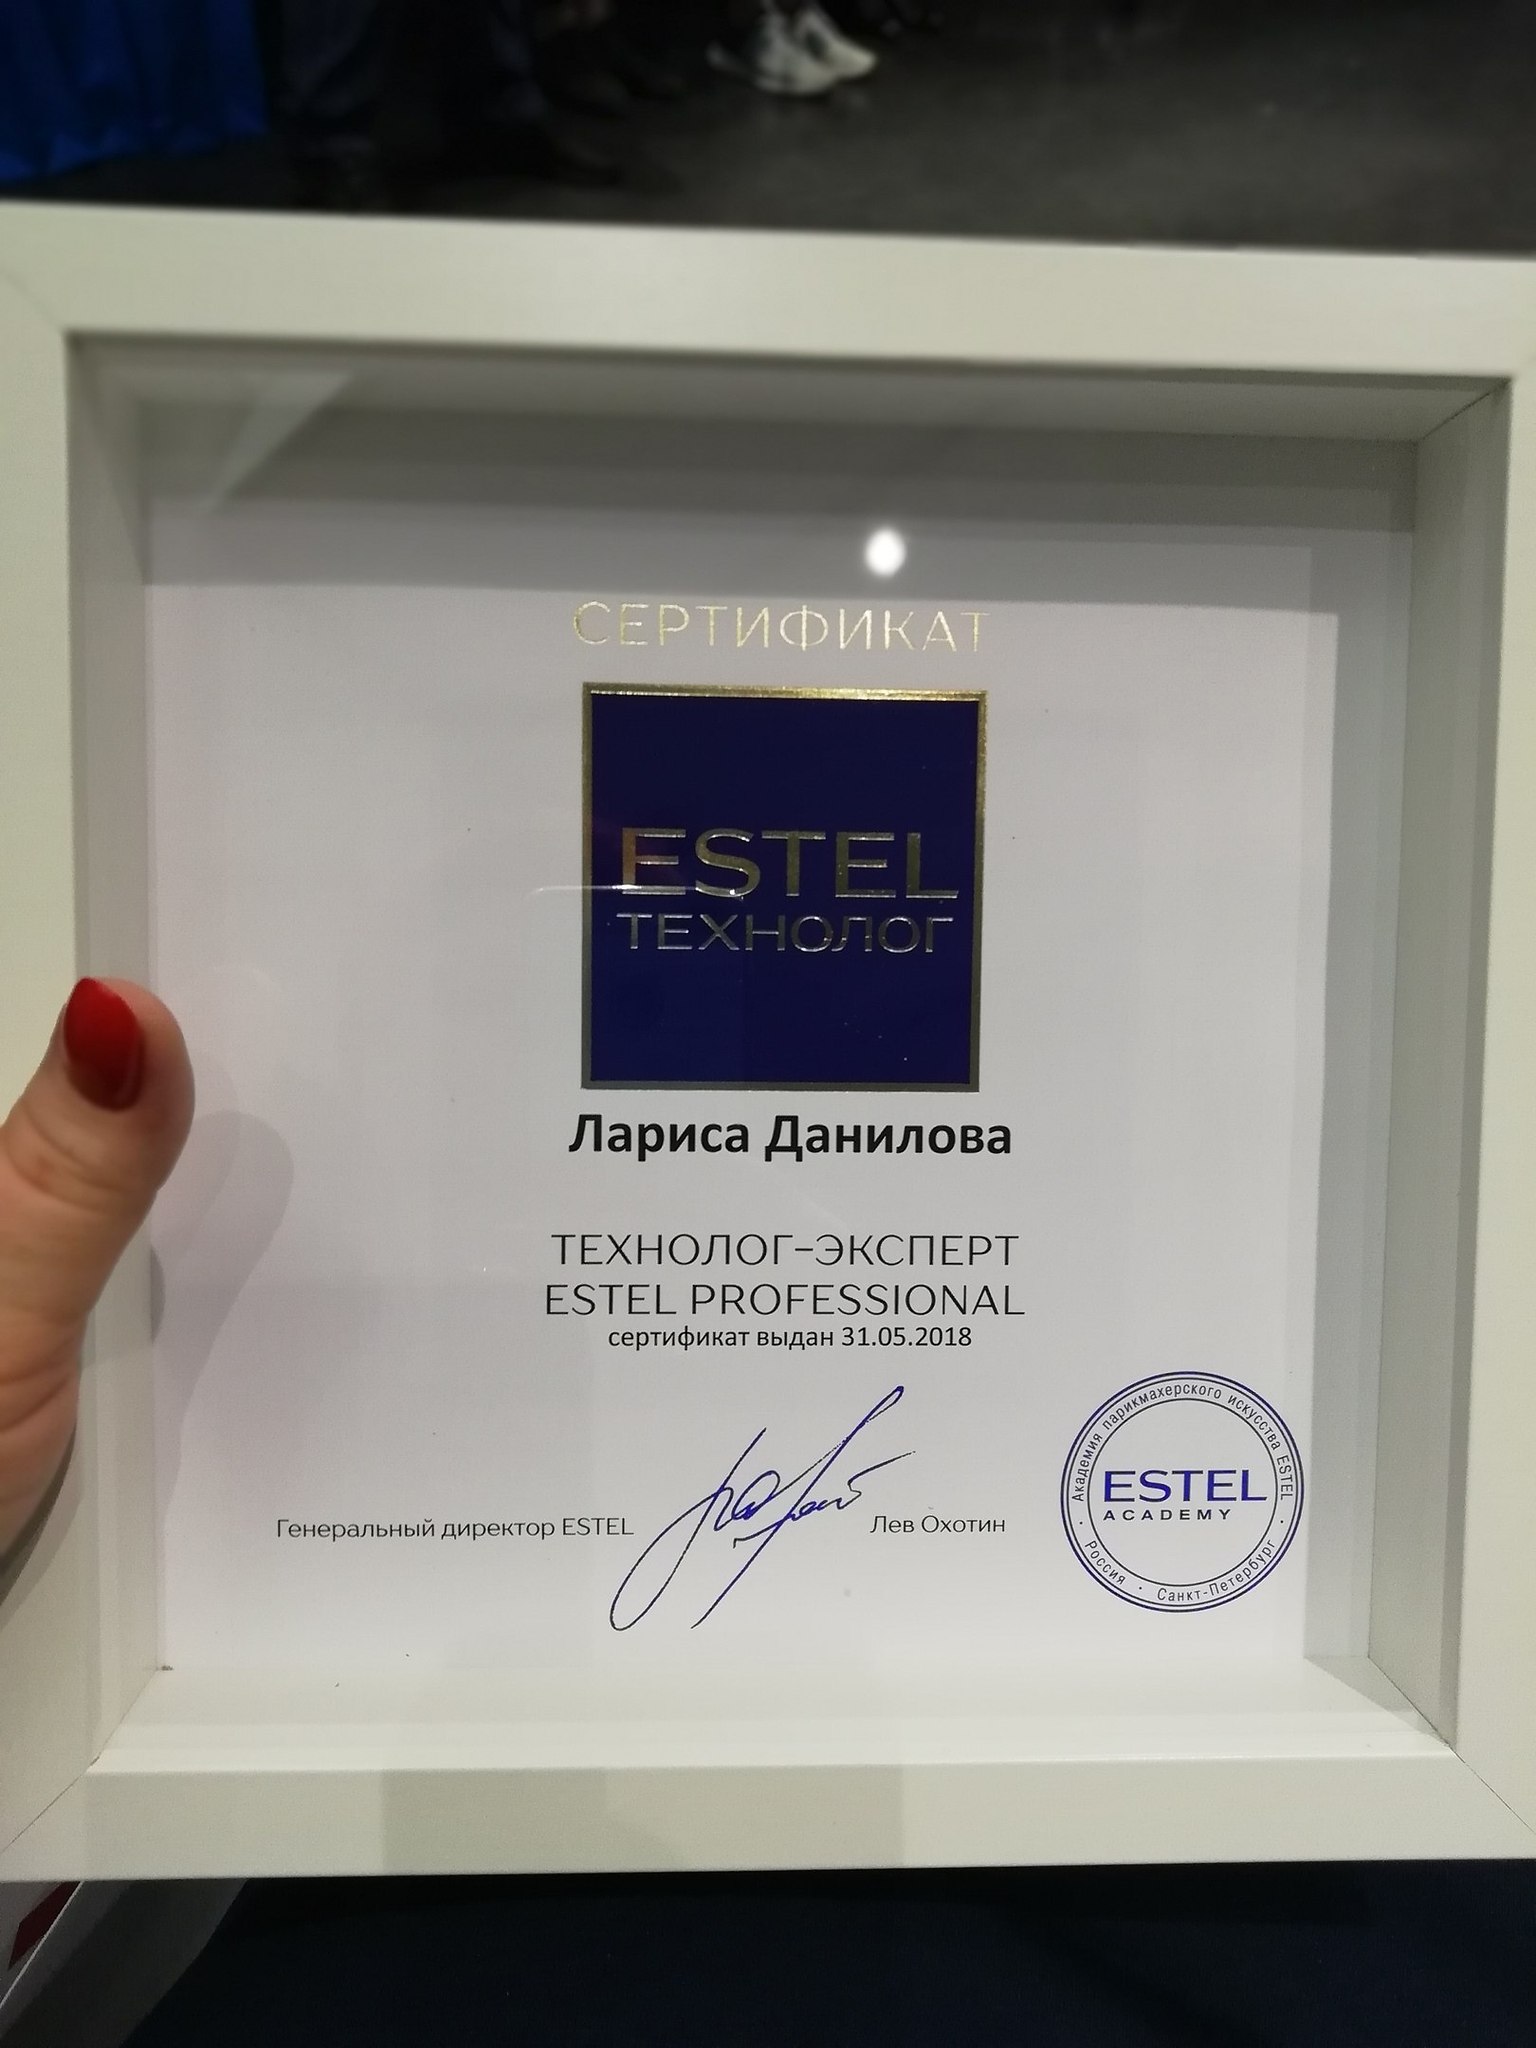 СЕРТИФИКАТ
ESTEL
ТЕХНОЛОГ
Лариса Данилова
ТЕХНОЛОГ-ЭКСПЕРТ
ESTEL PROFESSIONAL
сертификат выдан 31.05.2018
Генеральный директор ESTEL
Лев Охотин
Академия парикмахерского искусства ESTEL
ESTEL
ACADEMY
Россия · Санкт-Петербург